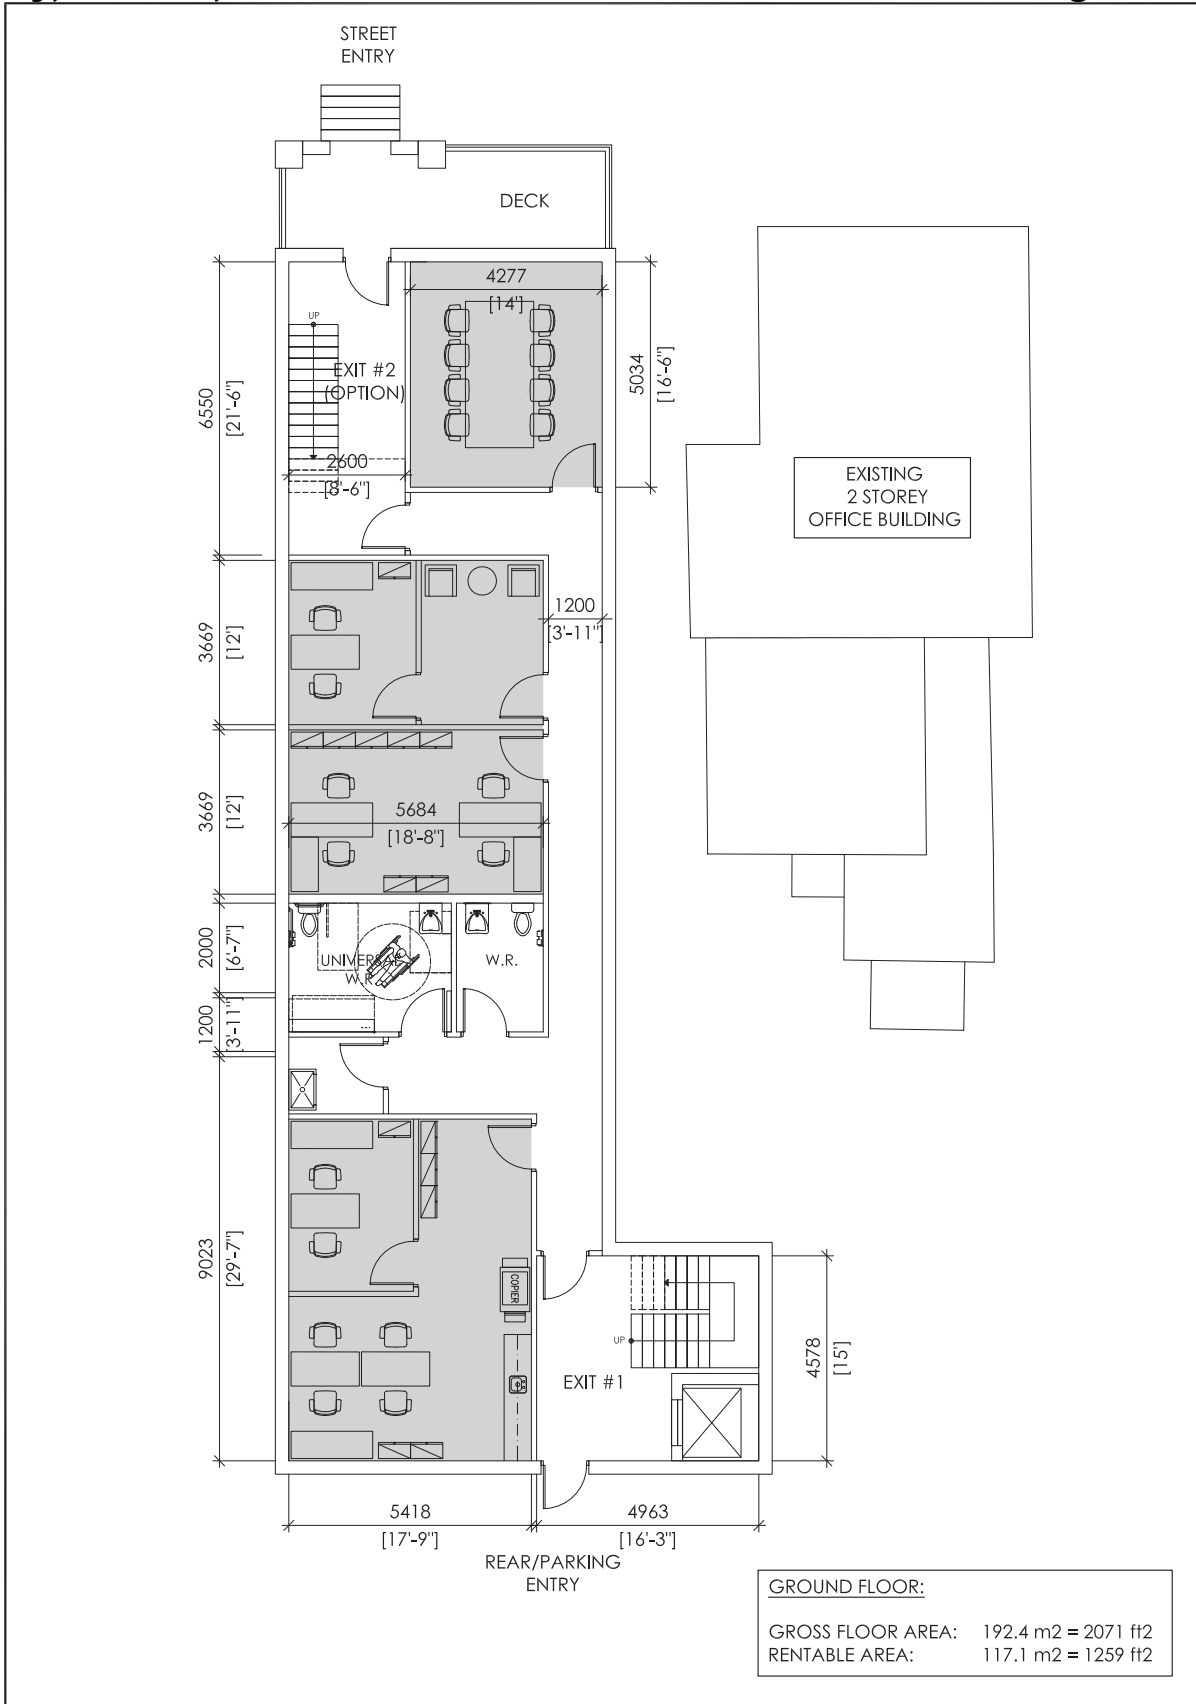 STREET
ENTRY
DECK
4277
[14']
UP
EXIT #2
(OPTION)
5034
[16'-6"]
6550
[21'-6"]
2600
[8'-6"]
EXISTING
2 STOREY
OFFICE BUILDING
1200
[3'-11"]
3669
[12']
3669
[12']
5684
[18'-8"]
2000
[6'-7"]
UNIVERSAL
W.R.
W.R.
1200
[3'-11"]
9023
[29'-7"]
COPIER
UP
EXIT #1
4578
[15']
5418
[17'-9"]
4963
[16'-3"]
REAR/PARKING
ENTRY
GROUND FLOOR:
GROSS FLOOR AREA: 192.4 m2 = 2071 ft2
RENTABLE AREA: 117.1 m2 = 1259 ft2